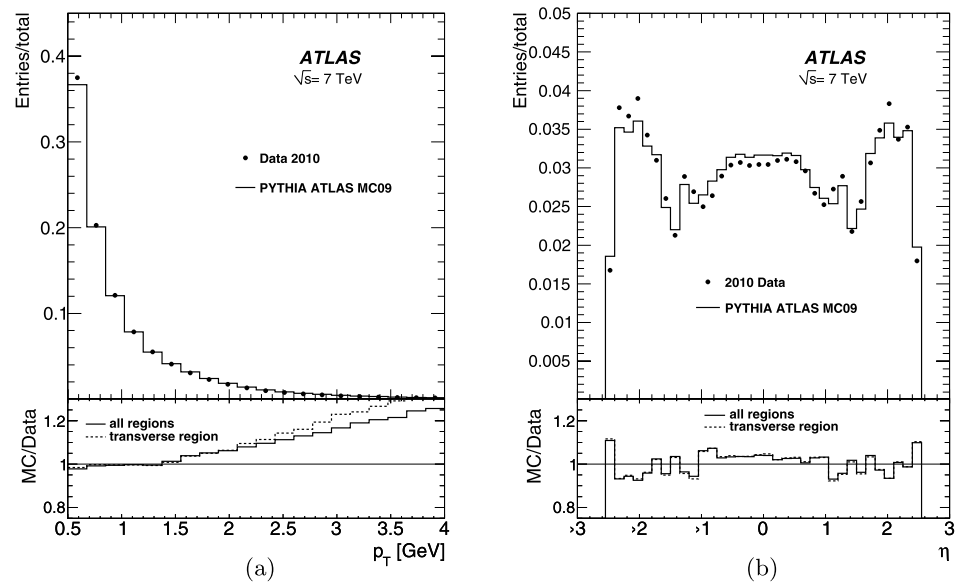 Entries/total
0.4
0.3
0.2
0.1
ATLAS
√s= 7 TeV
Data 2010
PYTHIA ATLAS MC09
MC/Data
1.2
1
0.8
all regions
transverse region
0.5 1 1.5 2 2.5 3 3.5 4
p_T [GeV]
(a)
Entries/total
0.05
0.045
0.04
0.035
0.03
0.025
0.02
0.015
0.01
0.005
ATLAS
√s= 7 TeV
2010 Data
PYTHIA ATLAS MC09
MC/Data
1.2
1
0.8
all regions
transverse region
›3 ›2 ›1 0 1 2 3
η
(b)